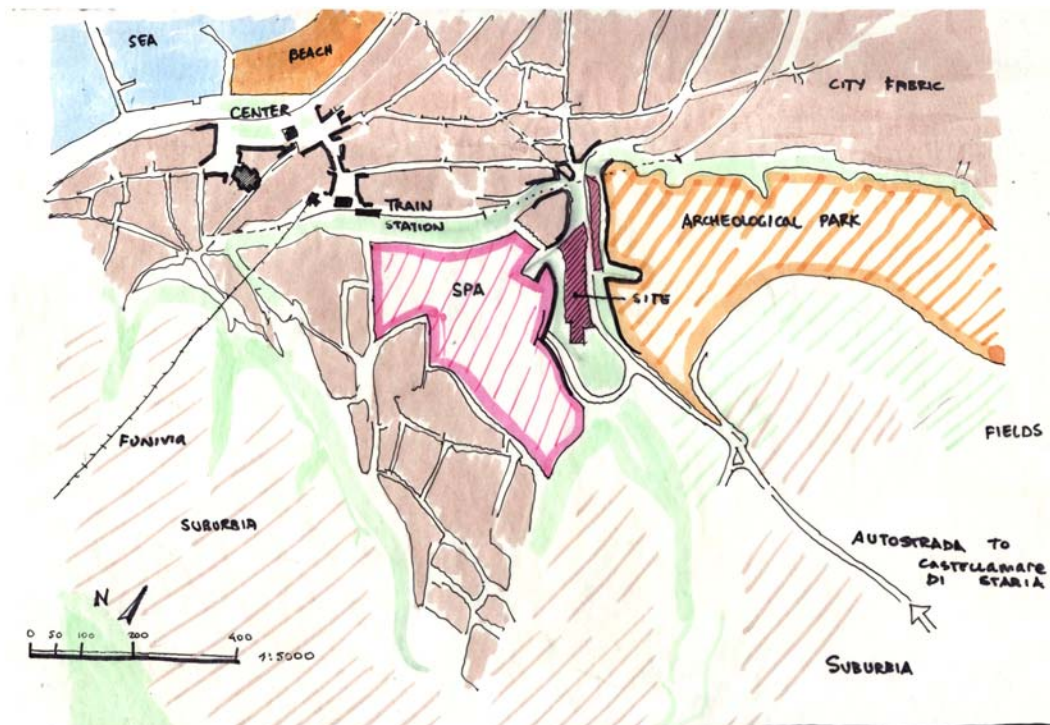 SEA
BEACH
CENTER
CITY FABRIC
TRAIN
STATION
ARCHEOLOGICAL PARK
SPA
SITE
FUNIVIA
FIELDS
SUBURBIA
AUTOSTRADA TO
CASTELLAMARE
DI STABIA
N
0 50 100 200 400
1:5000
SUBURBIA